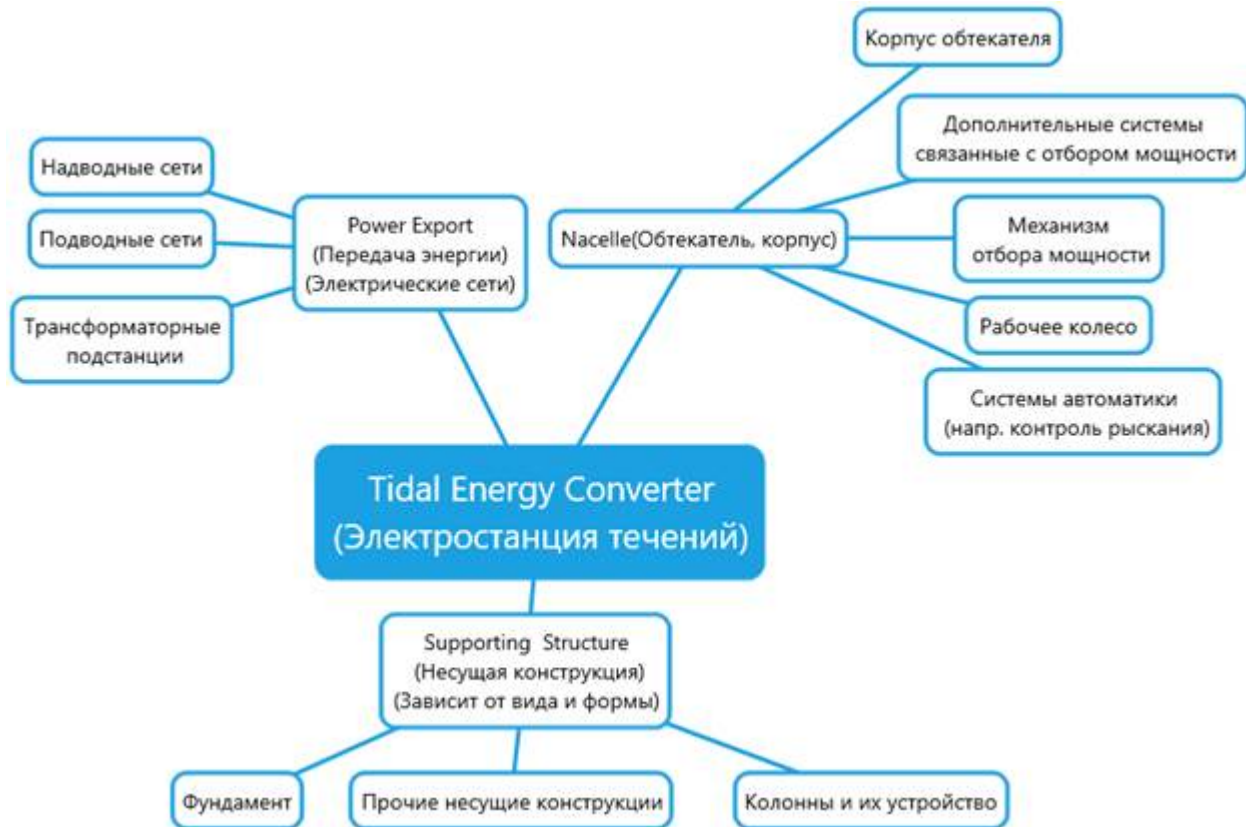 Корпус обтекателя
Дополнительные системы
связанные с отбором мощности
Надводные сети
Power Export
(Передача энергии)
(Электрические сети)
Nacelle(Обтекатель, корпус)
Механизм
отбора мощности
Подводные сети
Трансформаторные
подстанции
Рабочее колесо
Системы автоматики
(напр. контроль рыскания)
Tidal Energy Converter
(Электростанция течений)
Supporting Structure
(Несущая конструкция)
(Зависит от вида и формы)
Фундамент
Прочие несущие конструкции
Колонны и их устройство